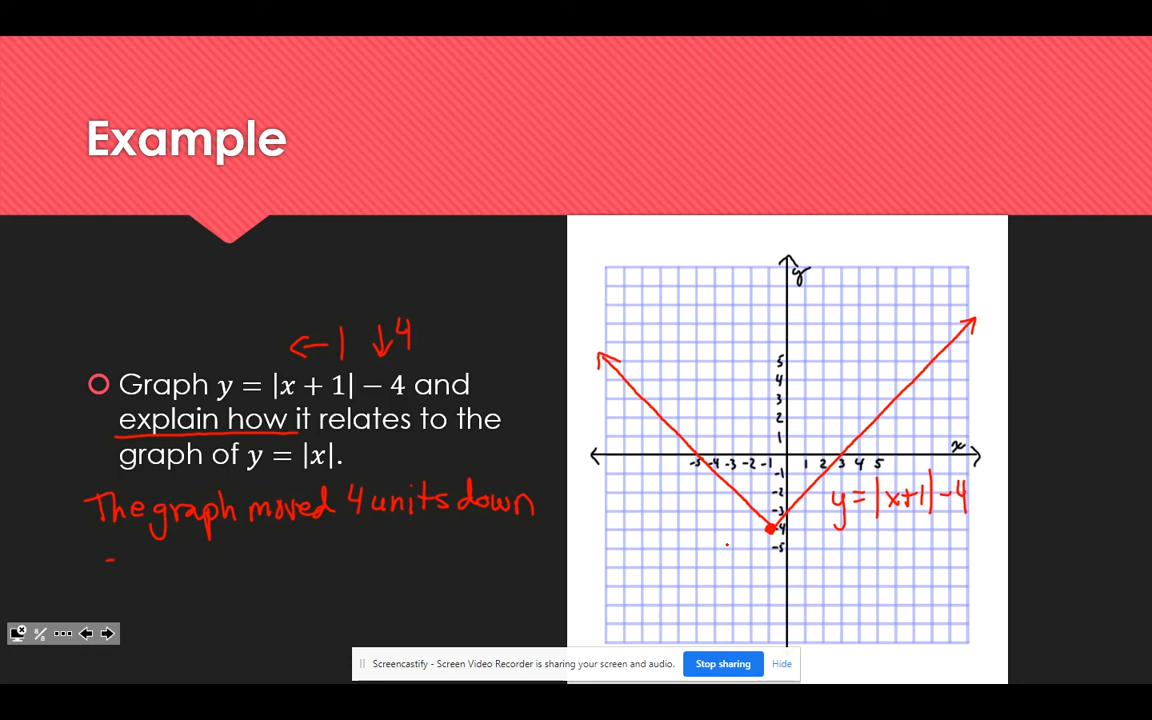 Example
← 1 ↓ 4
Graph y = |x + 1| − 4 and
explain how it relates to the
graph of y = |x|.
The graph moved 4 units down
y
5
4
3
2
1
x
-5 -4 -3 -2 -1 1 2 3 4 5
-1
-2
-3
-4
-5
y = |x+1| -4
Screencastify - Screen Video Recorder is sharing your screen and audio. Stop sharing Hide